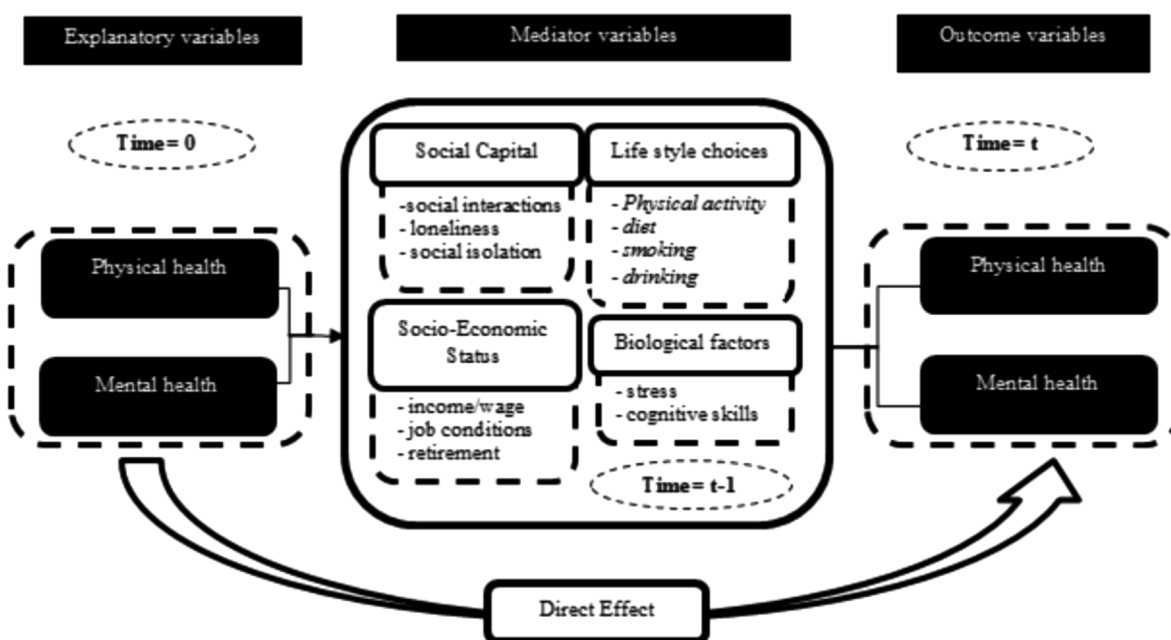 Explanatory variables
Mediator variables
Outcome variables
Time= 0
Time= t
Social Capital
-social interactions
- loneliness
- social isolation
Life style choices
- Physical activity
- diet
- smoking
- drinking
Physical health
Mental health
Socio-Economic
Status
- income/wage
- job conditions
- retirement
Biological factors
- stress
- cognitive skills
Time= t-1
Physical health
Mental health
Direct Effect